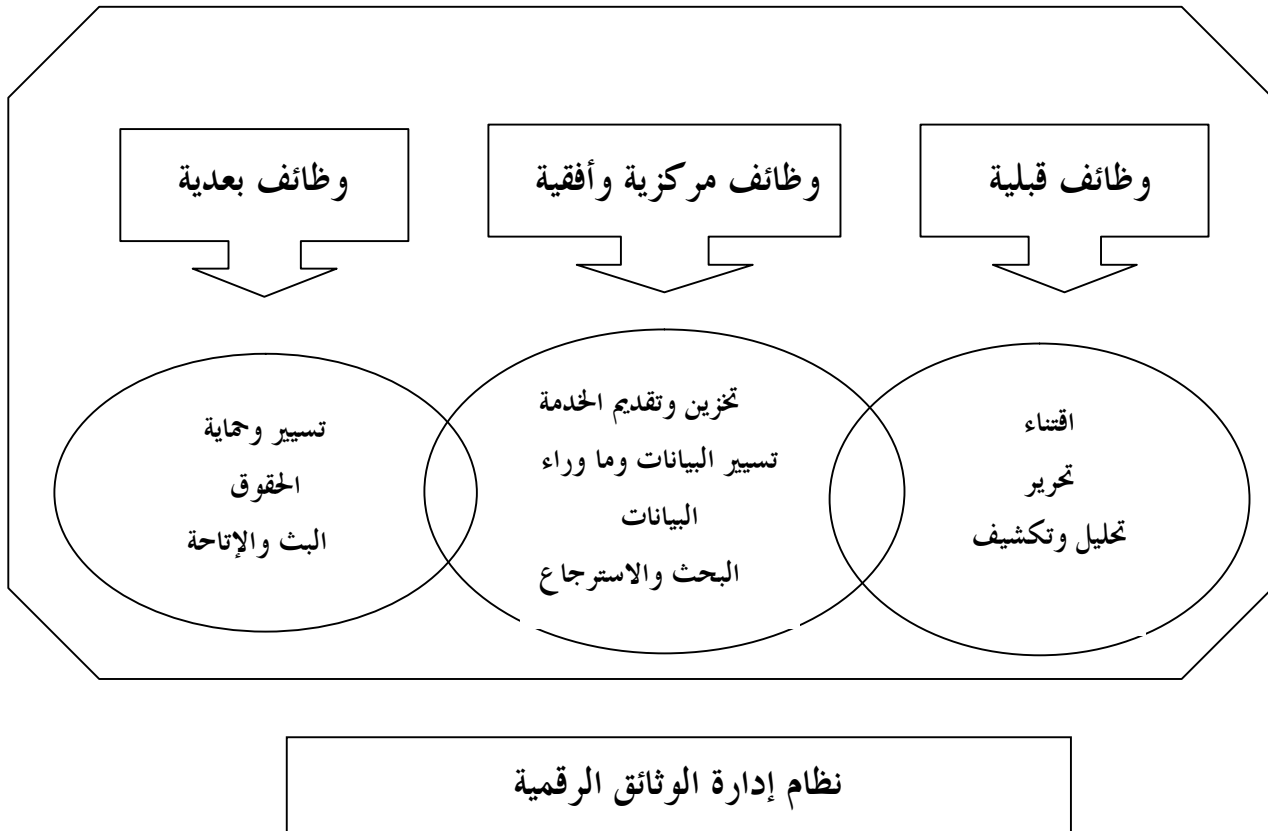 وظائف قبلية
وظائف مركزية وأفقية
وظائف بعدية
اقتناء
تحرير
تحليل وتكشيف
تخزين وتقديم الخدمة
تسيير البيانات وما وراء
البيانات
البحث والاسترجاع
تسيير وحماية
الحقوق
البث والإتاحة
نظام إدارة الوثائق الرقمية